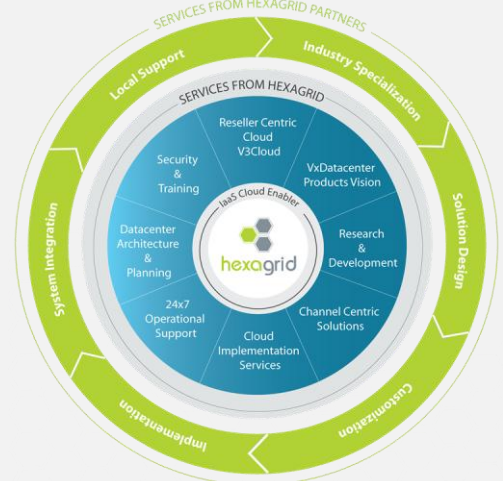 SERVICES FROM HEXAGRID PARTNERS
Local Support
Industry Specialization
Solution Design
Customization
Implementation
System Integration
SERVICES FROM HEXAGRID
Reseller Centric
Cloud
V3Cloud
VxDatacenter
Products Vision
Research
&
Development
Channel Centric
Solutions
Cloud
Implementation
Services
24x7
Operational
Support
Datacenter
Architecture
&
Planning
Security
&
Training
IaaS Cloud Enabler
hexagrid